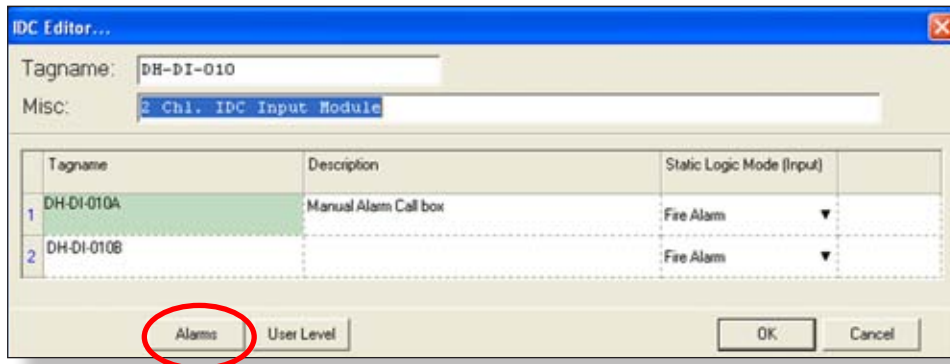 IDC Editor...
Tagname: DH-DI-010
Misc: 2 Chl. IDC Input Module
Tagname Description Static Logic Mode (Input)
1 DH-DI-010A Manual Alarm Call box Fire Alarm
2 DH-DI-010B Fire Alarm
Alarms User Level OK Cancel